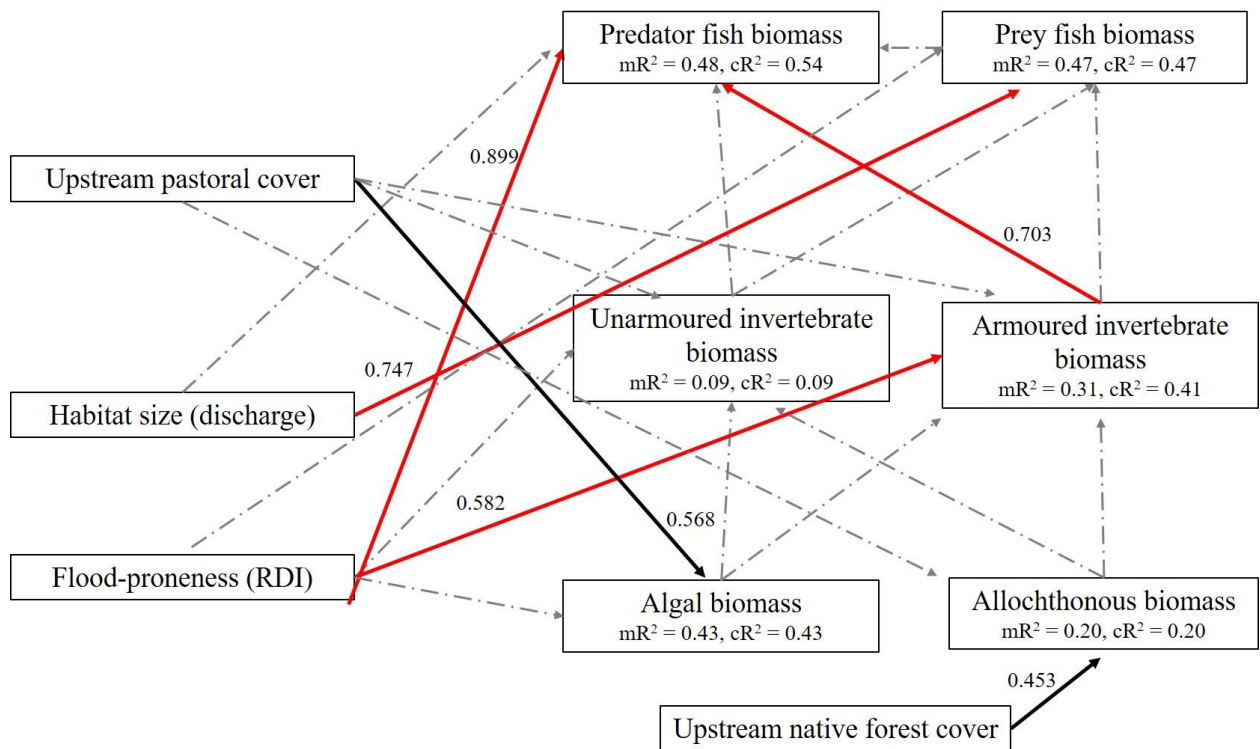 Predator fish biomass
mR² = 0.48, cR² = 0.54
Prey fish biomass
mR² = 0.47, cR² = 0.47
0.899
Upstream pastoral cover
0.703
Unarmoured invertebrate
biomass
mR² = 0.09, cR² = 0.09
Armoured invertebrate
biomass
mR² = 0.31, cR² = 0.41
0.747
Habitat size (discharge)
0.582
0.568
Flood-proneness (RDI)
Algal biomass
mR² = 0.43, cR² = 0.43
Allochthonous biomass
mR² = 0.20, cR² = 0.20
0.453
Upstream native forest cover